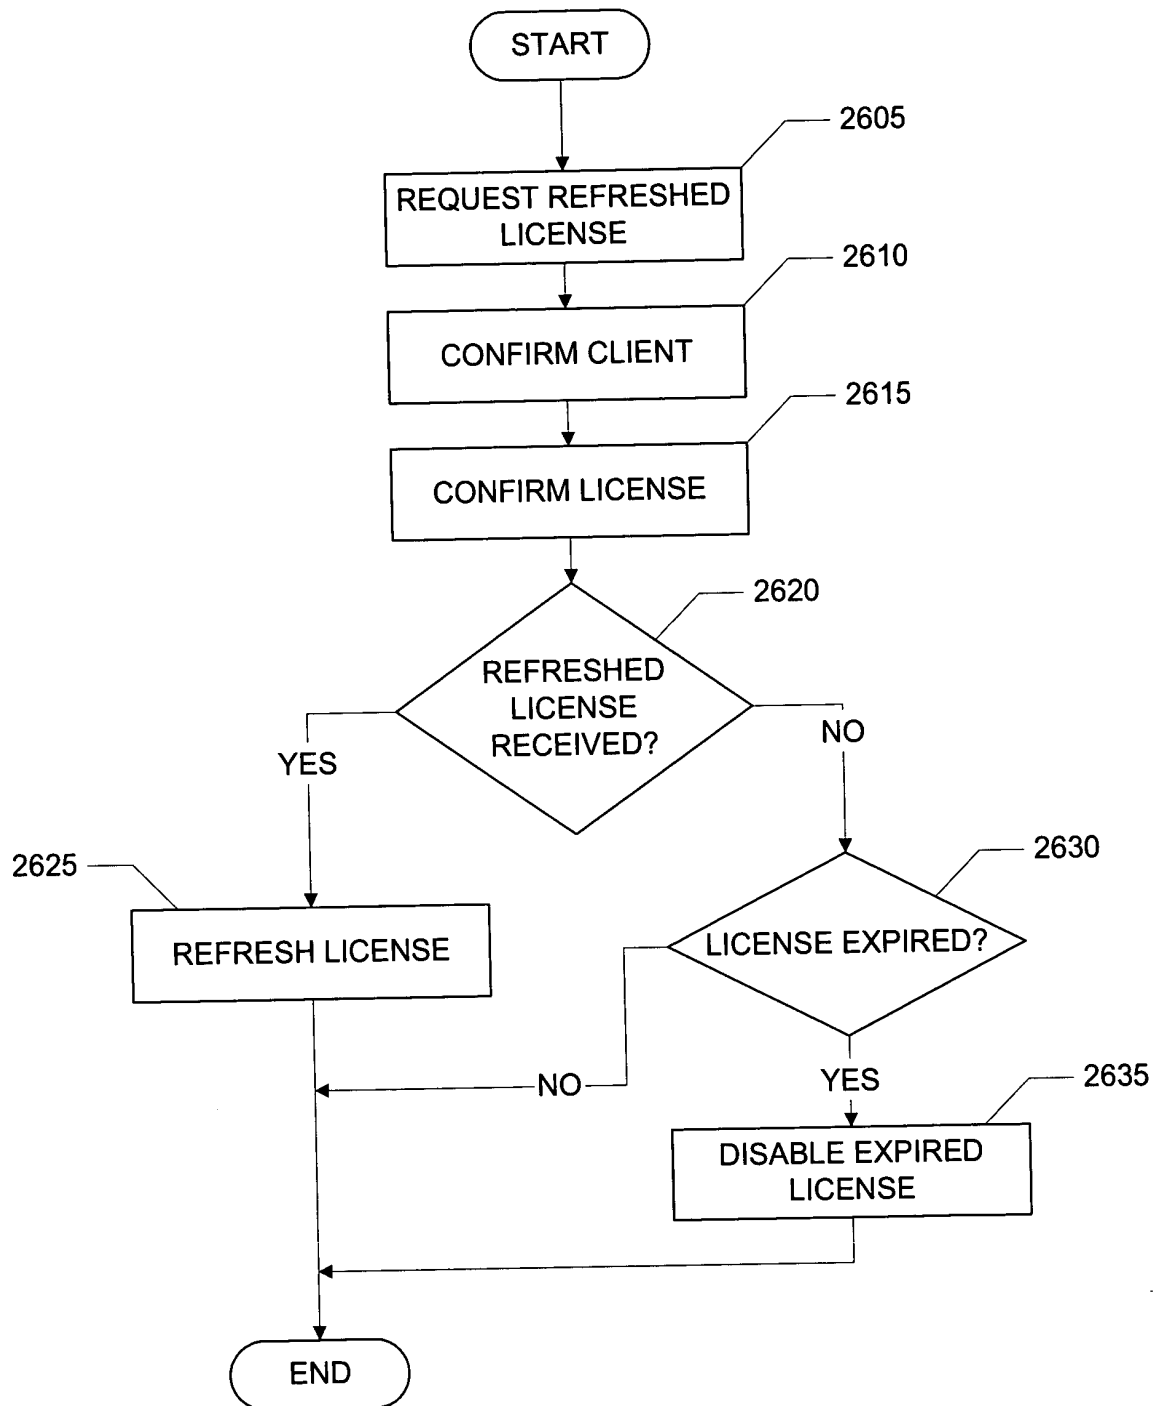 START
2605
REQUEST REFRESHED
LICENSE
2610
CONFIRM CLIENT
2615
CONFIRM LICENSE
2620
REFRESHED
LICENSE
RECEIVED?
YES
NO
2625
REFRESH LICENSE
2630
LICENSE EXPIRED?
NO
YES
2635
DISABLE EXPIRED
LICENSE
END